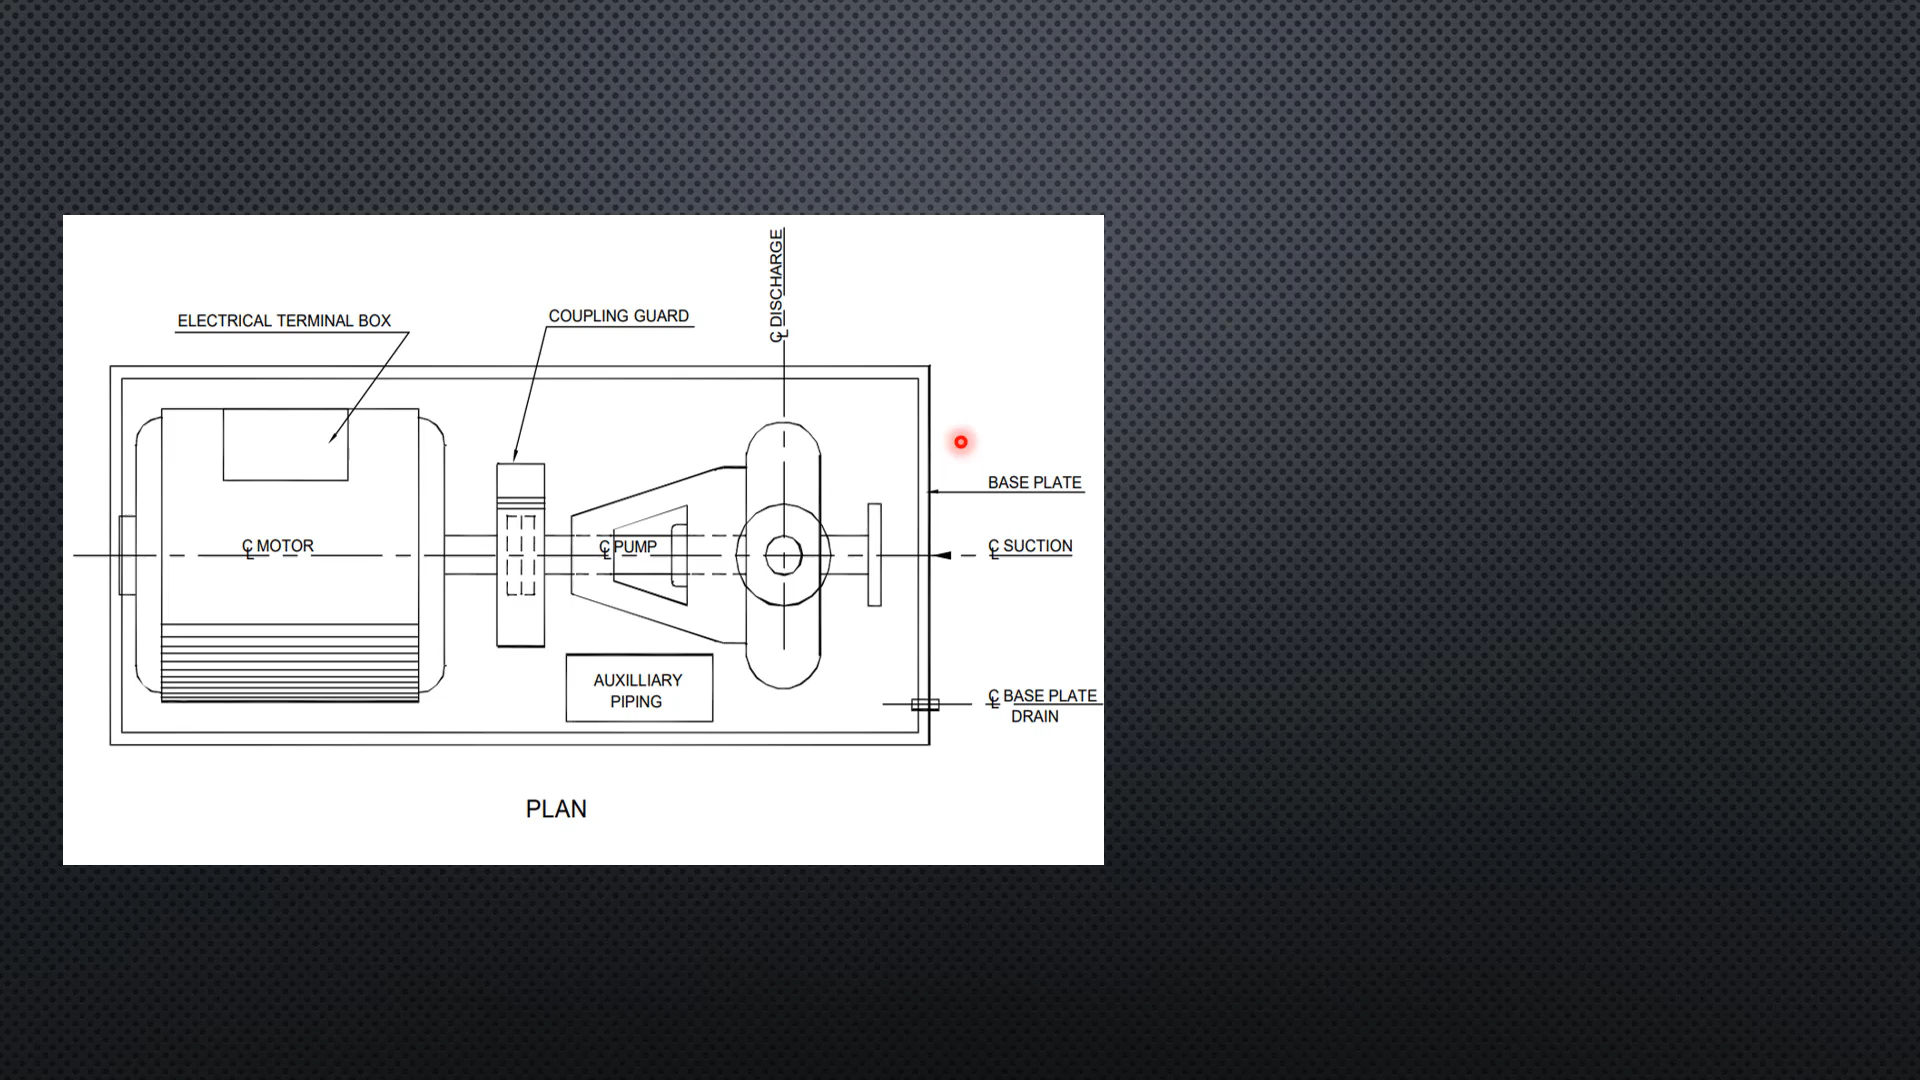 ℄ DISCHARGE
ELECTRICAL TERMINAL BOX
COUPLING GUARD
BASE PLATE
℄ MOTOR
℄ PUMP
℄ SUCTION
AUXILLIARY
PIPING
℄ BASE PLATE
DRAIN
PLAN